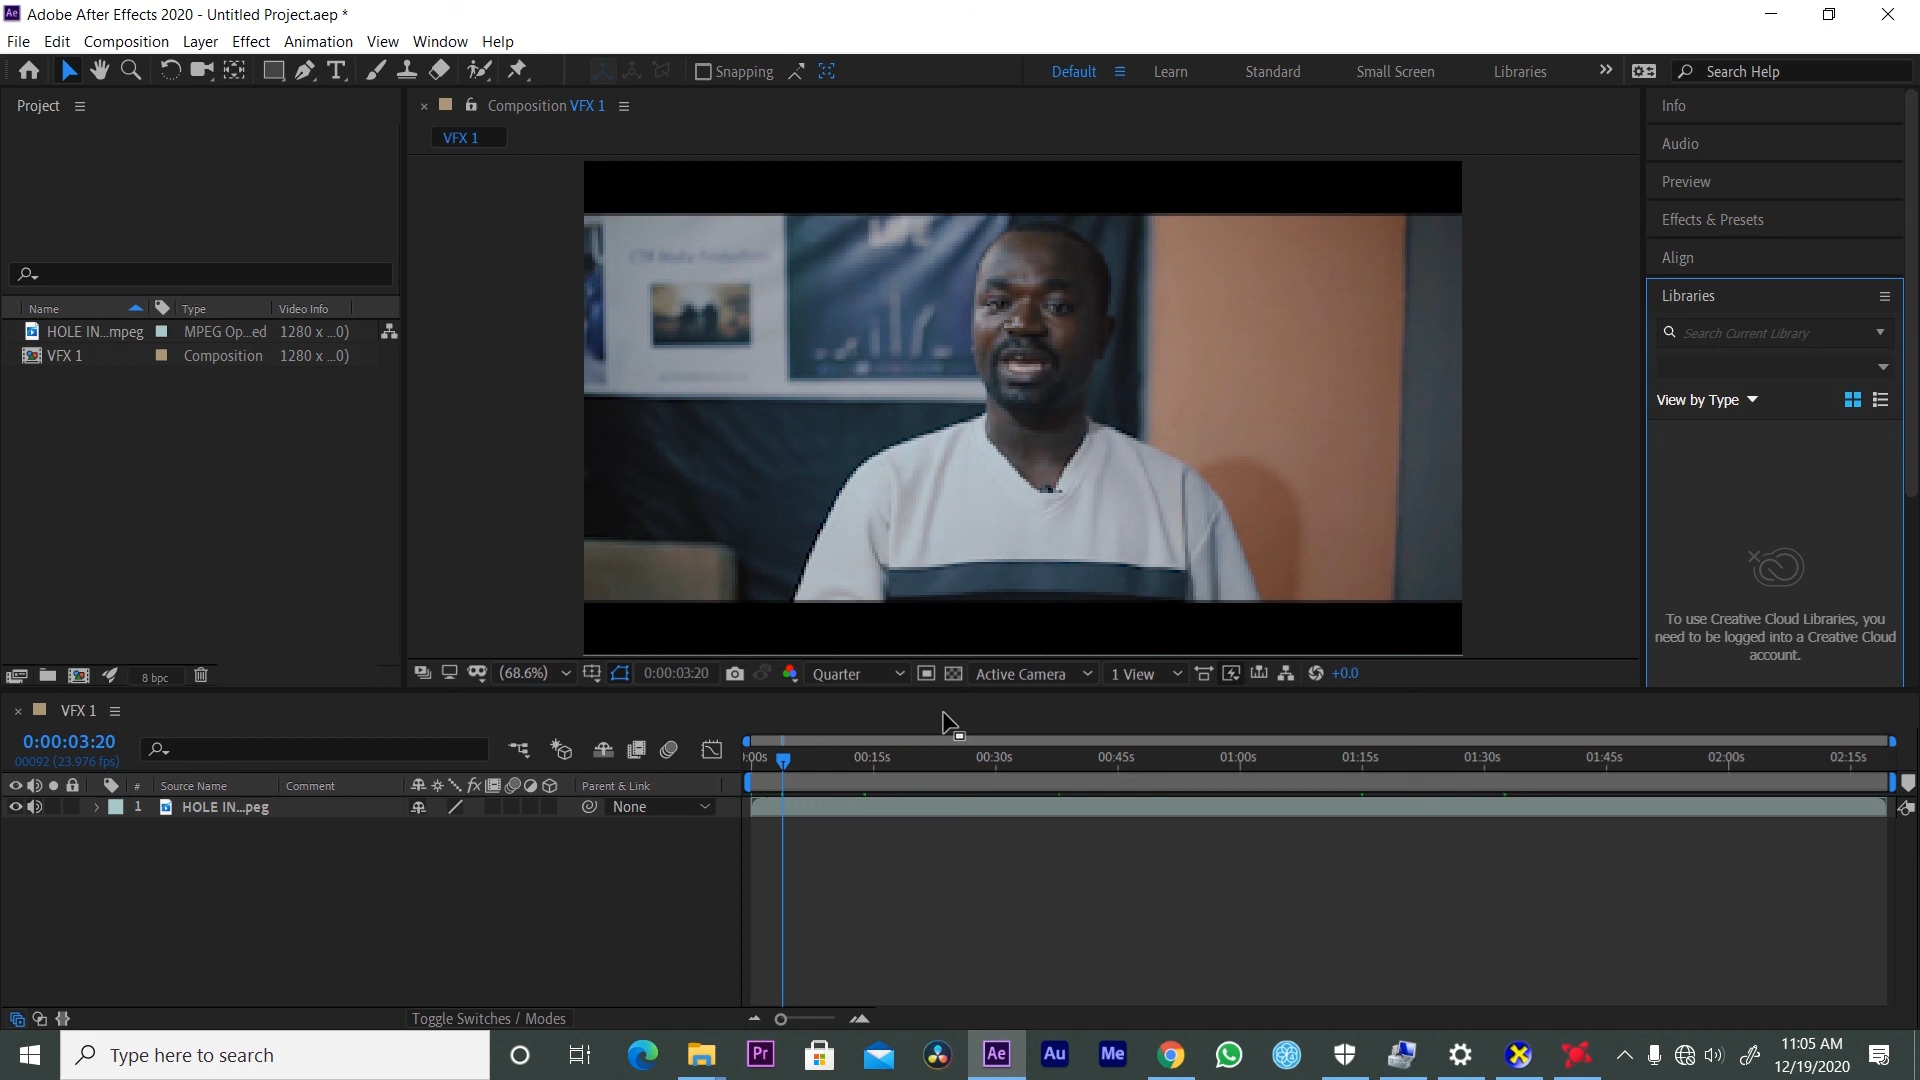 Ae Adobe After Effects 2020 - Untitled Project.aep *
File Edit Composition Layer Effect Animation View Window Help
Snapping Default Learn Standard Small Screen Libraries Search Help
Project
Composition VFX 1
VFX 1
Name Type Video Info
HOLE IN...mpeg MPEG Op...ed 1280 x ...0)
VFX 1 Composition 1280 x ...0)
8 bpc
(68.6%) 0:00:03:20 Quarter Active Camera 1 View +0.0
Info
Audio
Preview
Effects & Presets
Align
Libraries
Search Current Library
View by Type
To use Creative Cloud Libraries, you
need to be logged into a Creative Cloud
account.
VFX 1
0:00:03:20
00092 (23.976 fps)
):00s 00:15s 00:30s 00:45s 01:00s 01:15s 01:30s 01:45s 02:00s 02:15s
# Source Name Comment Parent & Link
1 HOLE IN...peg None
Toggle Switches / Modes
Type here to search
Pr Ae Au Me
11:05 AM
12/19/2020